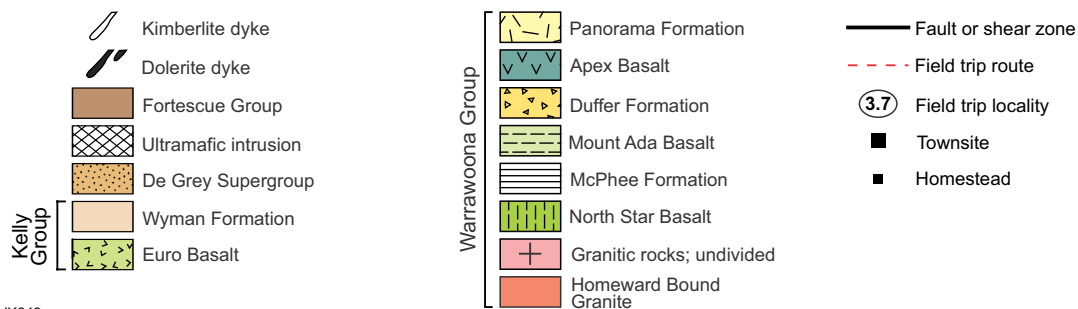 Kimberlite dyke
Dolerite dyke
Fortescue Group
Ultramafic intrusion
De Grey Supergroup
Kelly
Group
Wyman Formation
Euro Basalt
Warrawoona Group
Panorama Formation
Apex Basalt
Duffer Formation
Mount Ada Basalt
McPhee Formation
North Star Basalt
Granitic rocks; undivided
Homeward Bound
Granite
Fault or shear zone
Field trip route
3.7 Field trip locality
Townsite
Homestead